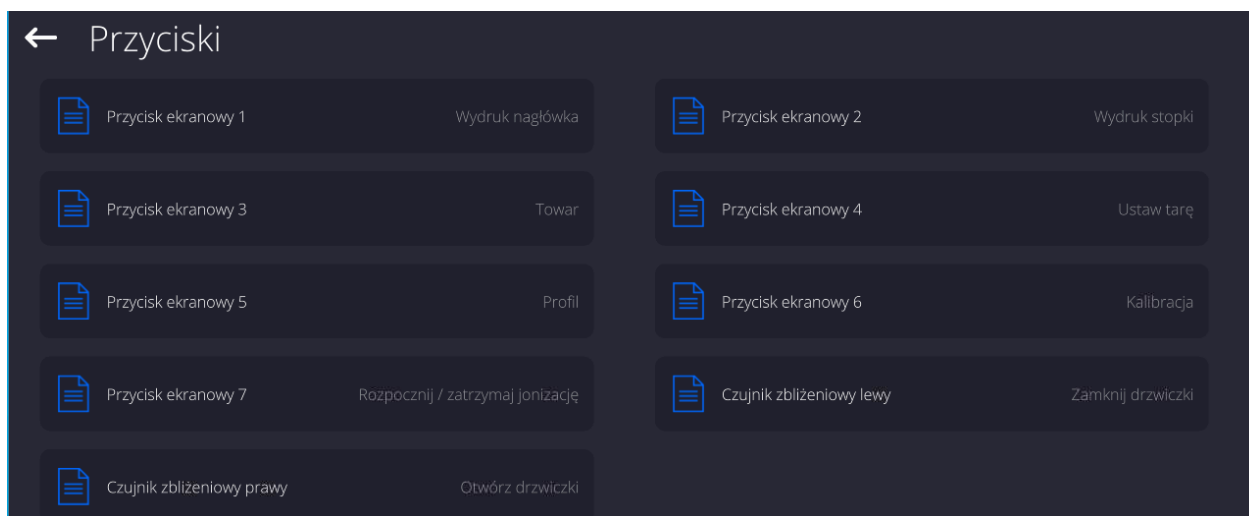 Przyciski
Przycisk ekranowy 1 Wydruk nagłówka
Przycisk ekranowy 2 Wydruk stopki
Przycisk ekranowy 3 Towar
Przycisk ekranowy 4 Ustaw tarę
Przycisk ekranowy 5 Profil
Przycisk ekranowy 6 Kalibracja
Przycisk ekranowy 7 Rozpocznij / zatrzymaj jonizację
Czujnik zbliżeniowy lewy Zamknij drzwiczki
Czujnik zbliżeniowy prawy Otwórz drzwiczki